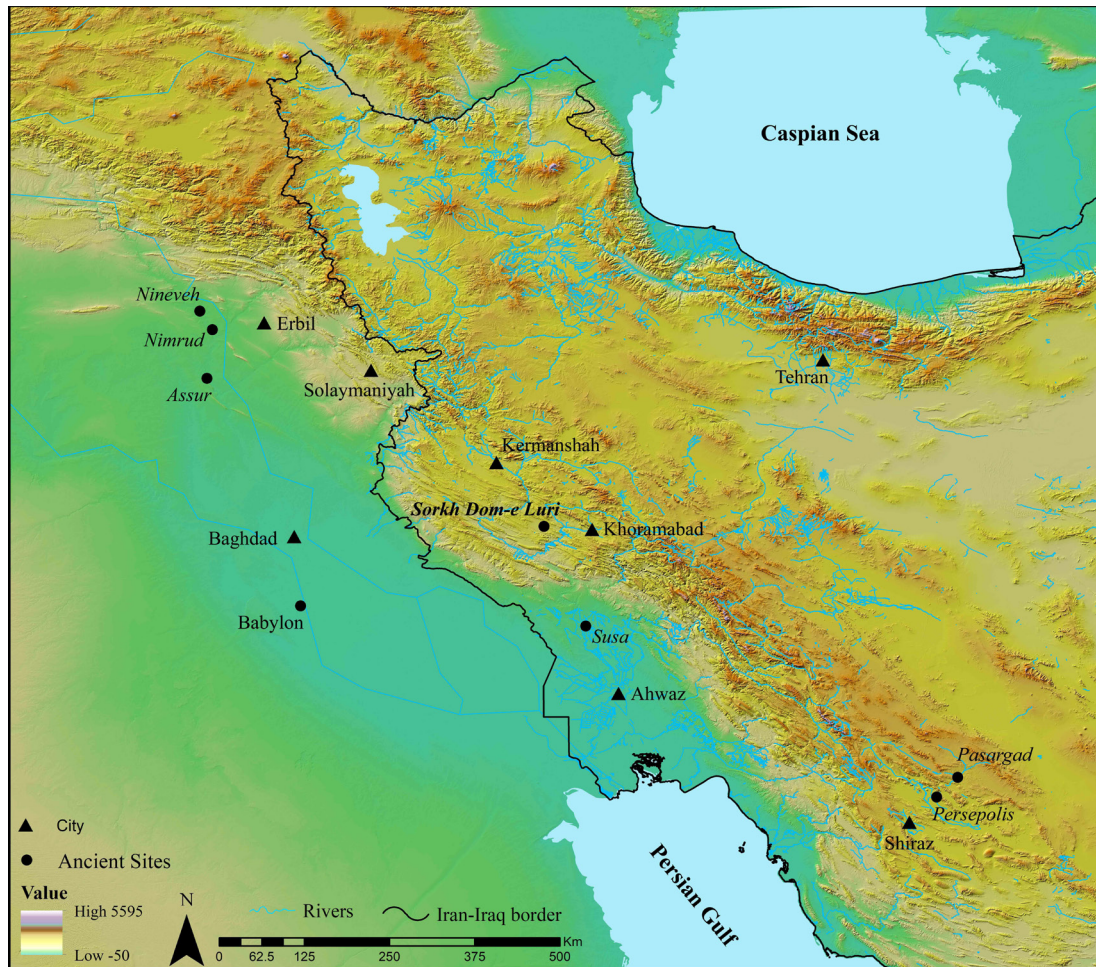 Caspian Sea
Nineveh
Nimrud
Erbil
Assur
Solaymaniyah
Tehran
Kermanshah
Sorkh Dom-e Luri
Khoramabad
Baghdad
Babylon
Susa
Ahwaz
Pasargad
Persepolis
Shiraz
Persian Gulf
City
Ancient Sites
Value
High 5595
Low -50
N
Rivers
Iran-Iraq border
Km
0 62.5 125 250 375 500